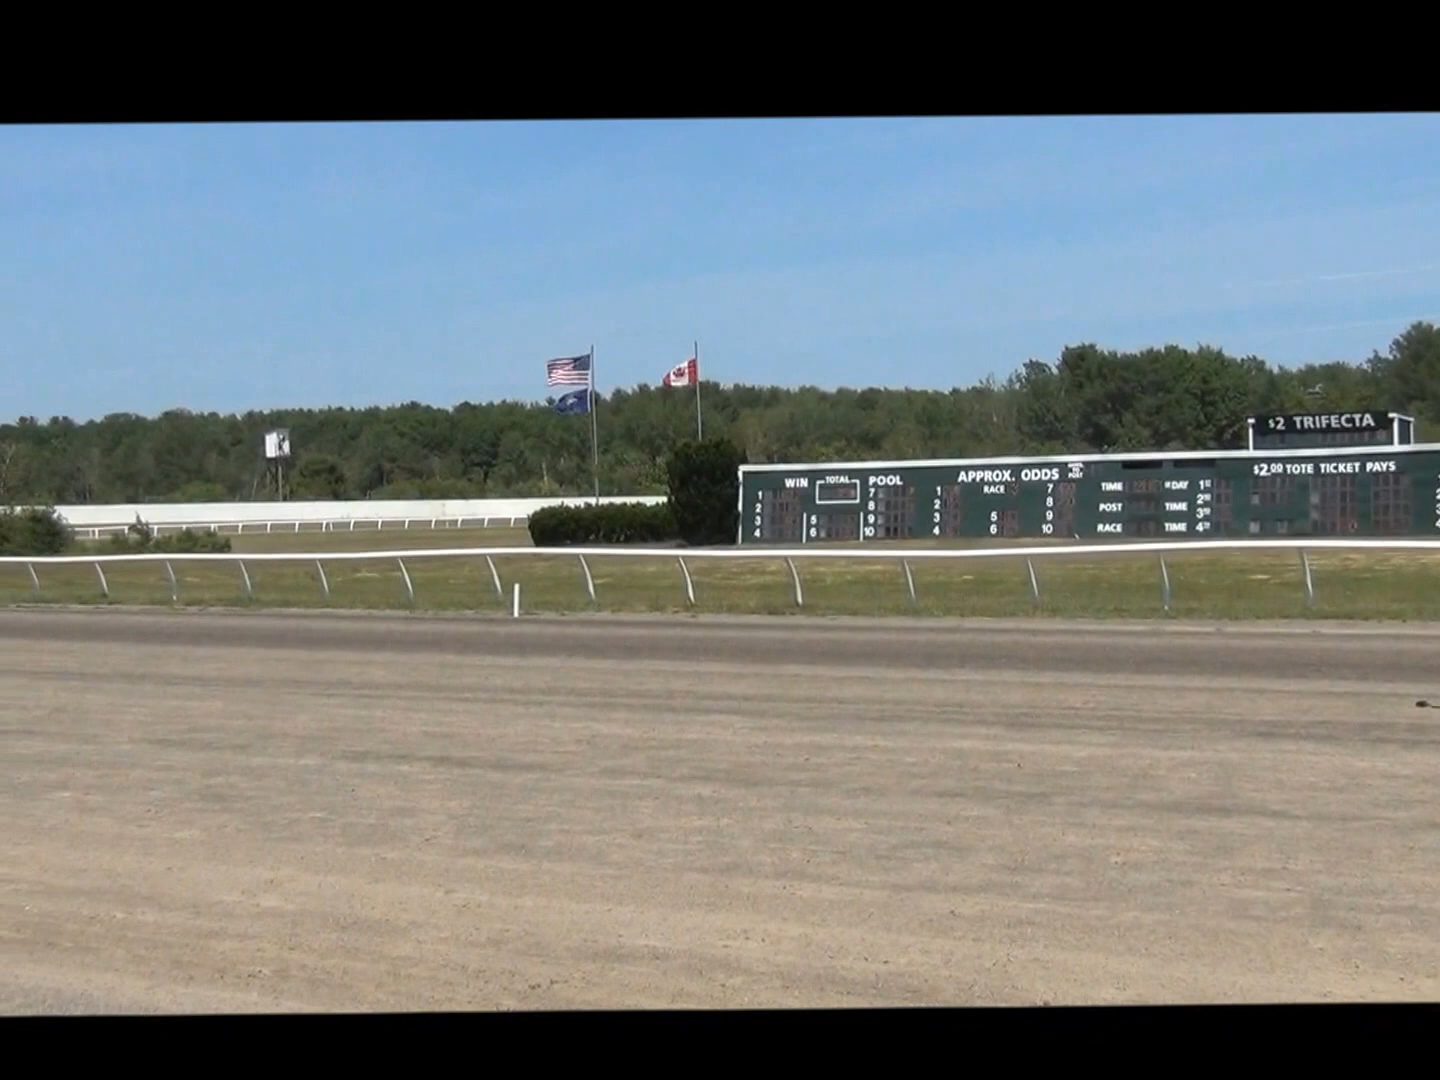 $2 TRIFECTA
WIN TOTAL POOL
APPROX. ODDS
RACE
$2.00 TOTE TICKET PAYS
1 7 1 7 TIME DAY 1ST
2 8 2 8
3 5 9 3 5 9 POST TIME 2ND 3RD
4 6 10 4 6 10 RACE TIME 4TH